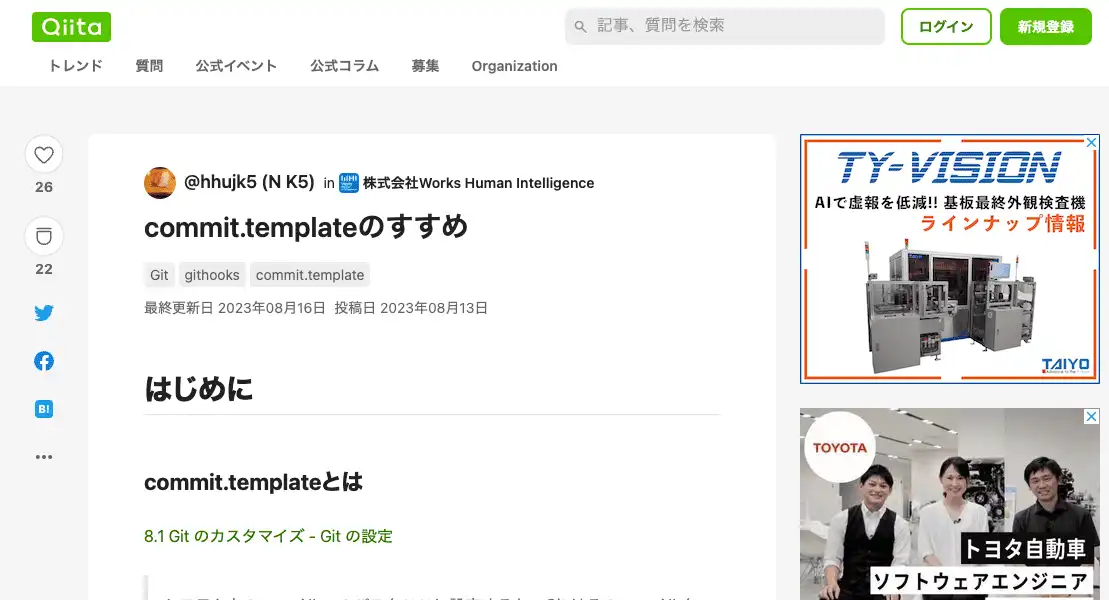 Qiita
記事、質問を検索
ログイン
新規登録
トレンド 質問 公式イベント 公式コラム 募集 Organization
26
22
B!
@hhujk5 (N K5) in 株式会社Works Human Intelligence
commit.templateのすすめ
Git githooks commit.template
最終更新日 2023年08月16日 投稿日 2023年08月13日
はじめに
commit.templateとは
8.1 Git のカスタマイズ - Git の設定
TY-VISION
AIで虚報を低減!! 基板最終外観検査機
ラインナップ情報
TAIYO
TOYOTA
トヨタ自動車
ソフトウェアエンジニア